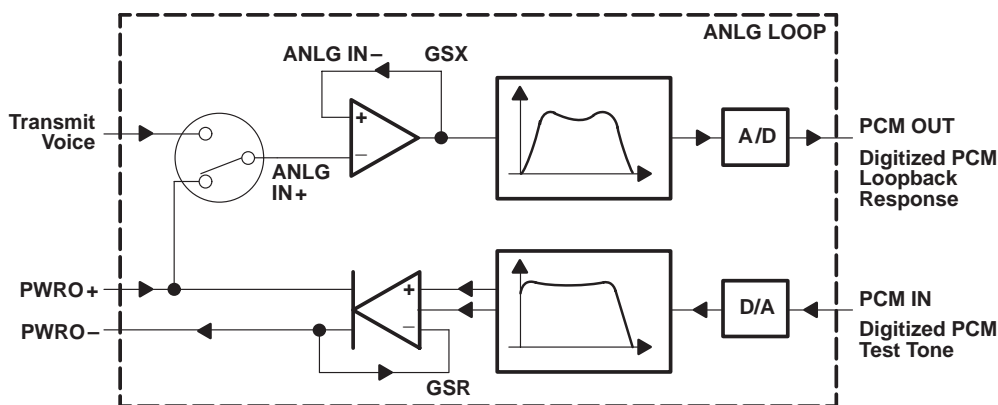 ANLG LOOP
ANLG IN−
GSX
Transmit
Voice
+
−
ANLG
IN+
A/D
PCM OUT
Digitized PCM
Loopback
Response
PWRO+
PWRO−
+
−
GSR
D/A
PCM IN
Digitized PCM
Test Tone